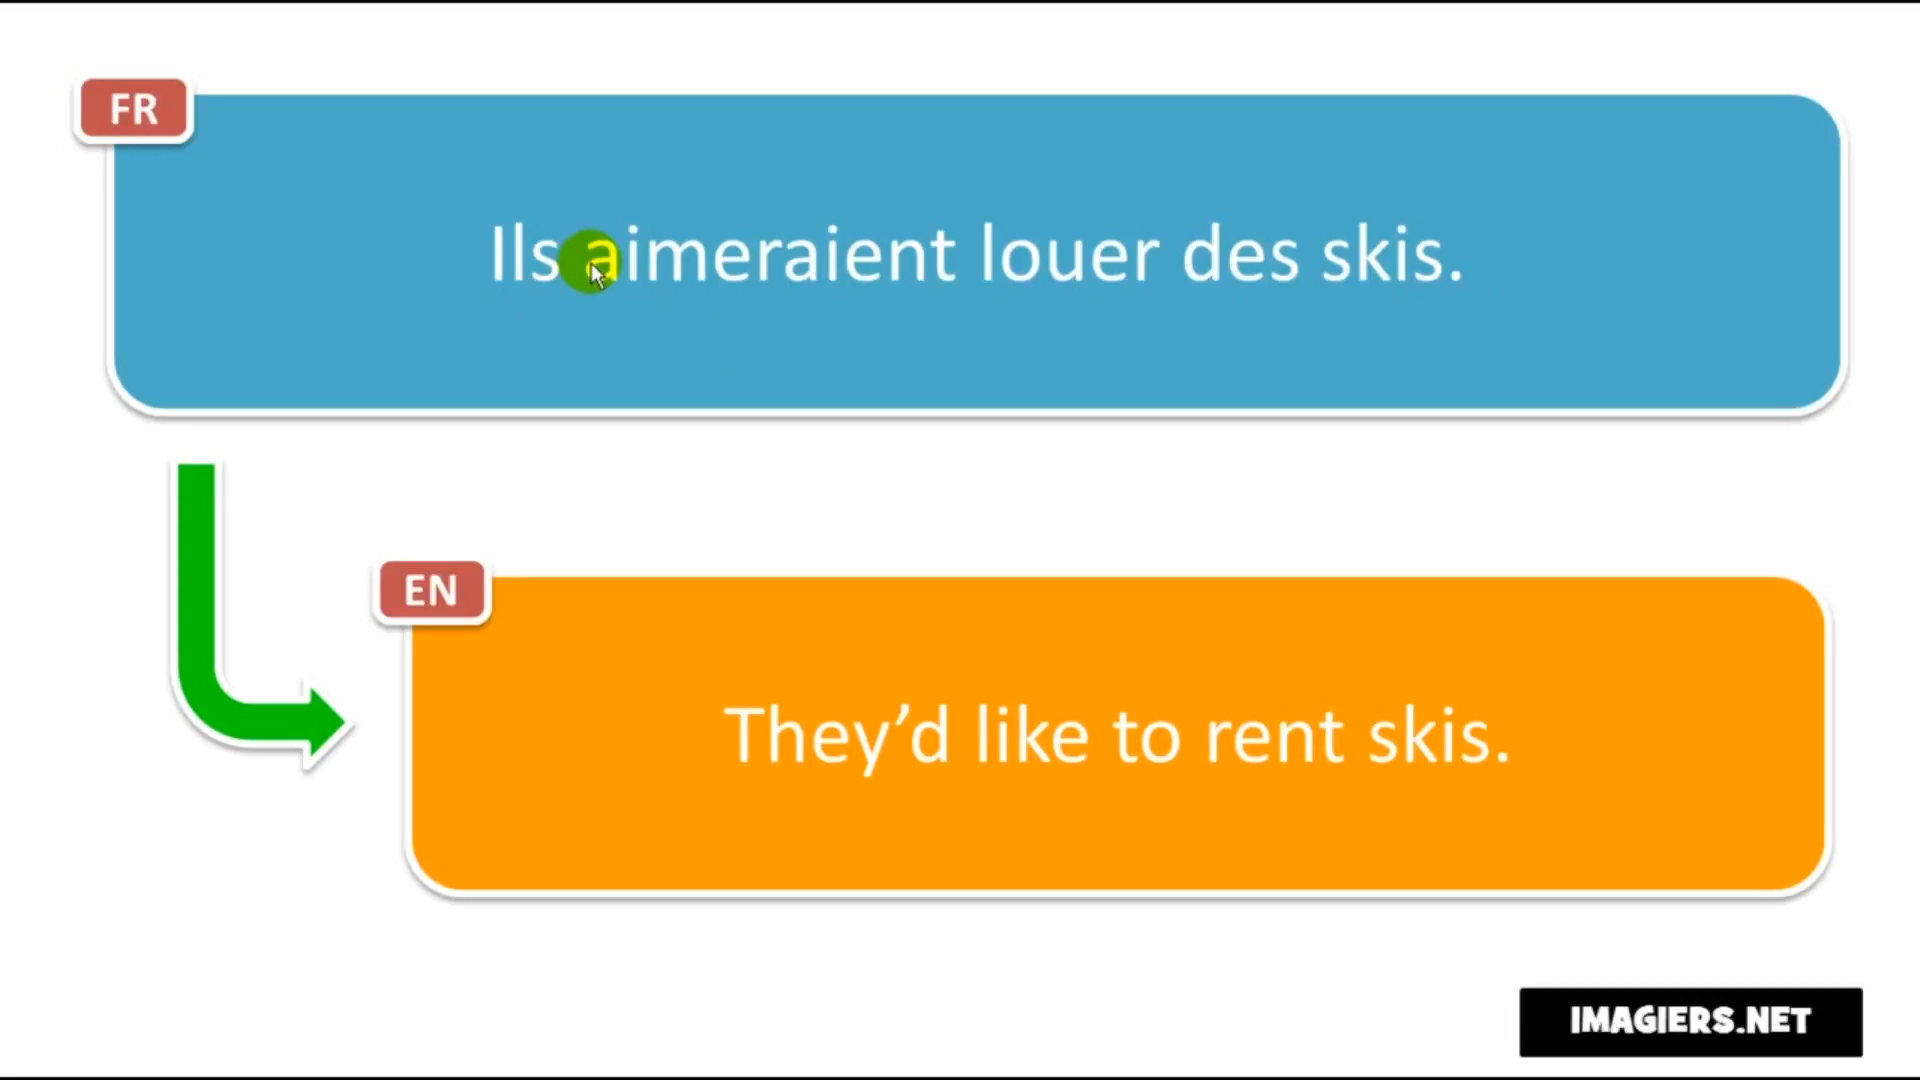 FR
Ils aimeraient louer des skis.
EN
They’d like to rent skis.
IMAGIERS.NET